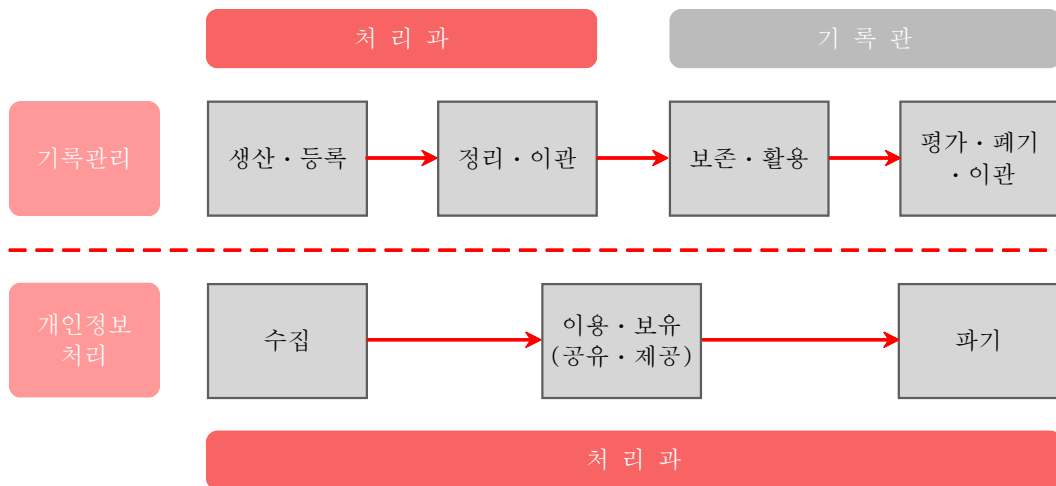 처 리 과
기 록 관
기록관리
생산 · 등록
정리 · 이관
보존 · 활용
평가 · 폐기
· 이관
개인정보
처리
수집
이용 · 보유
(공유 · 제공)
파기
처 리 과